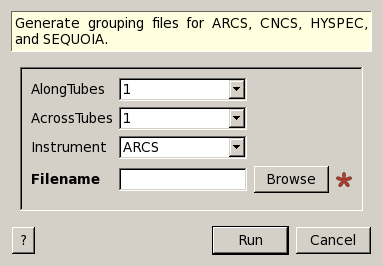 Generate grouping files for ARCS, CNCS, HYSPEC,
and SEQUOIA.
AlongTubes 1
AcrossTubes 1
Instrument ARCS
Filename Browse *
? Run Cancel